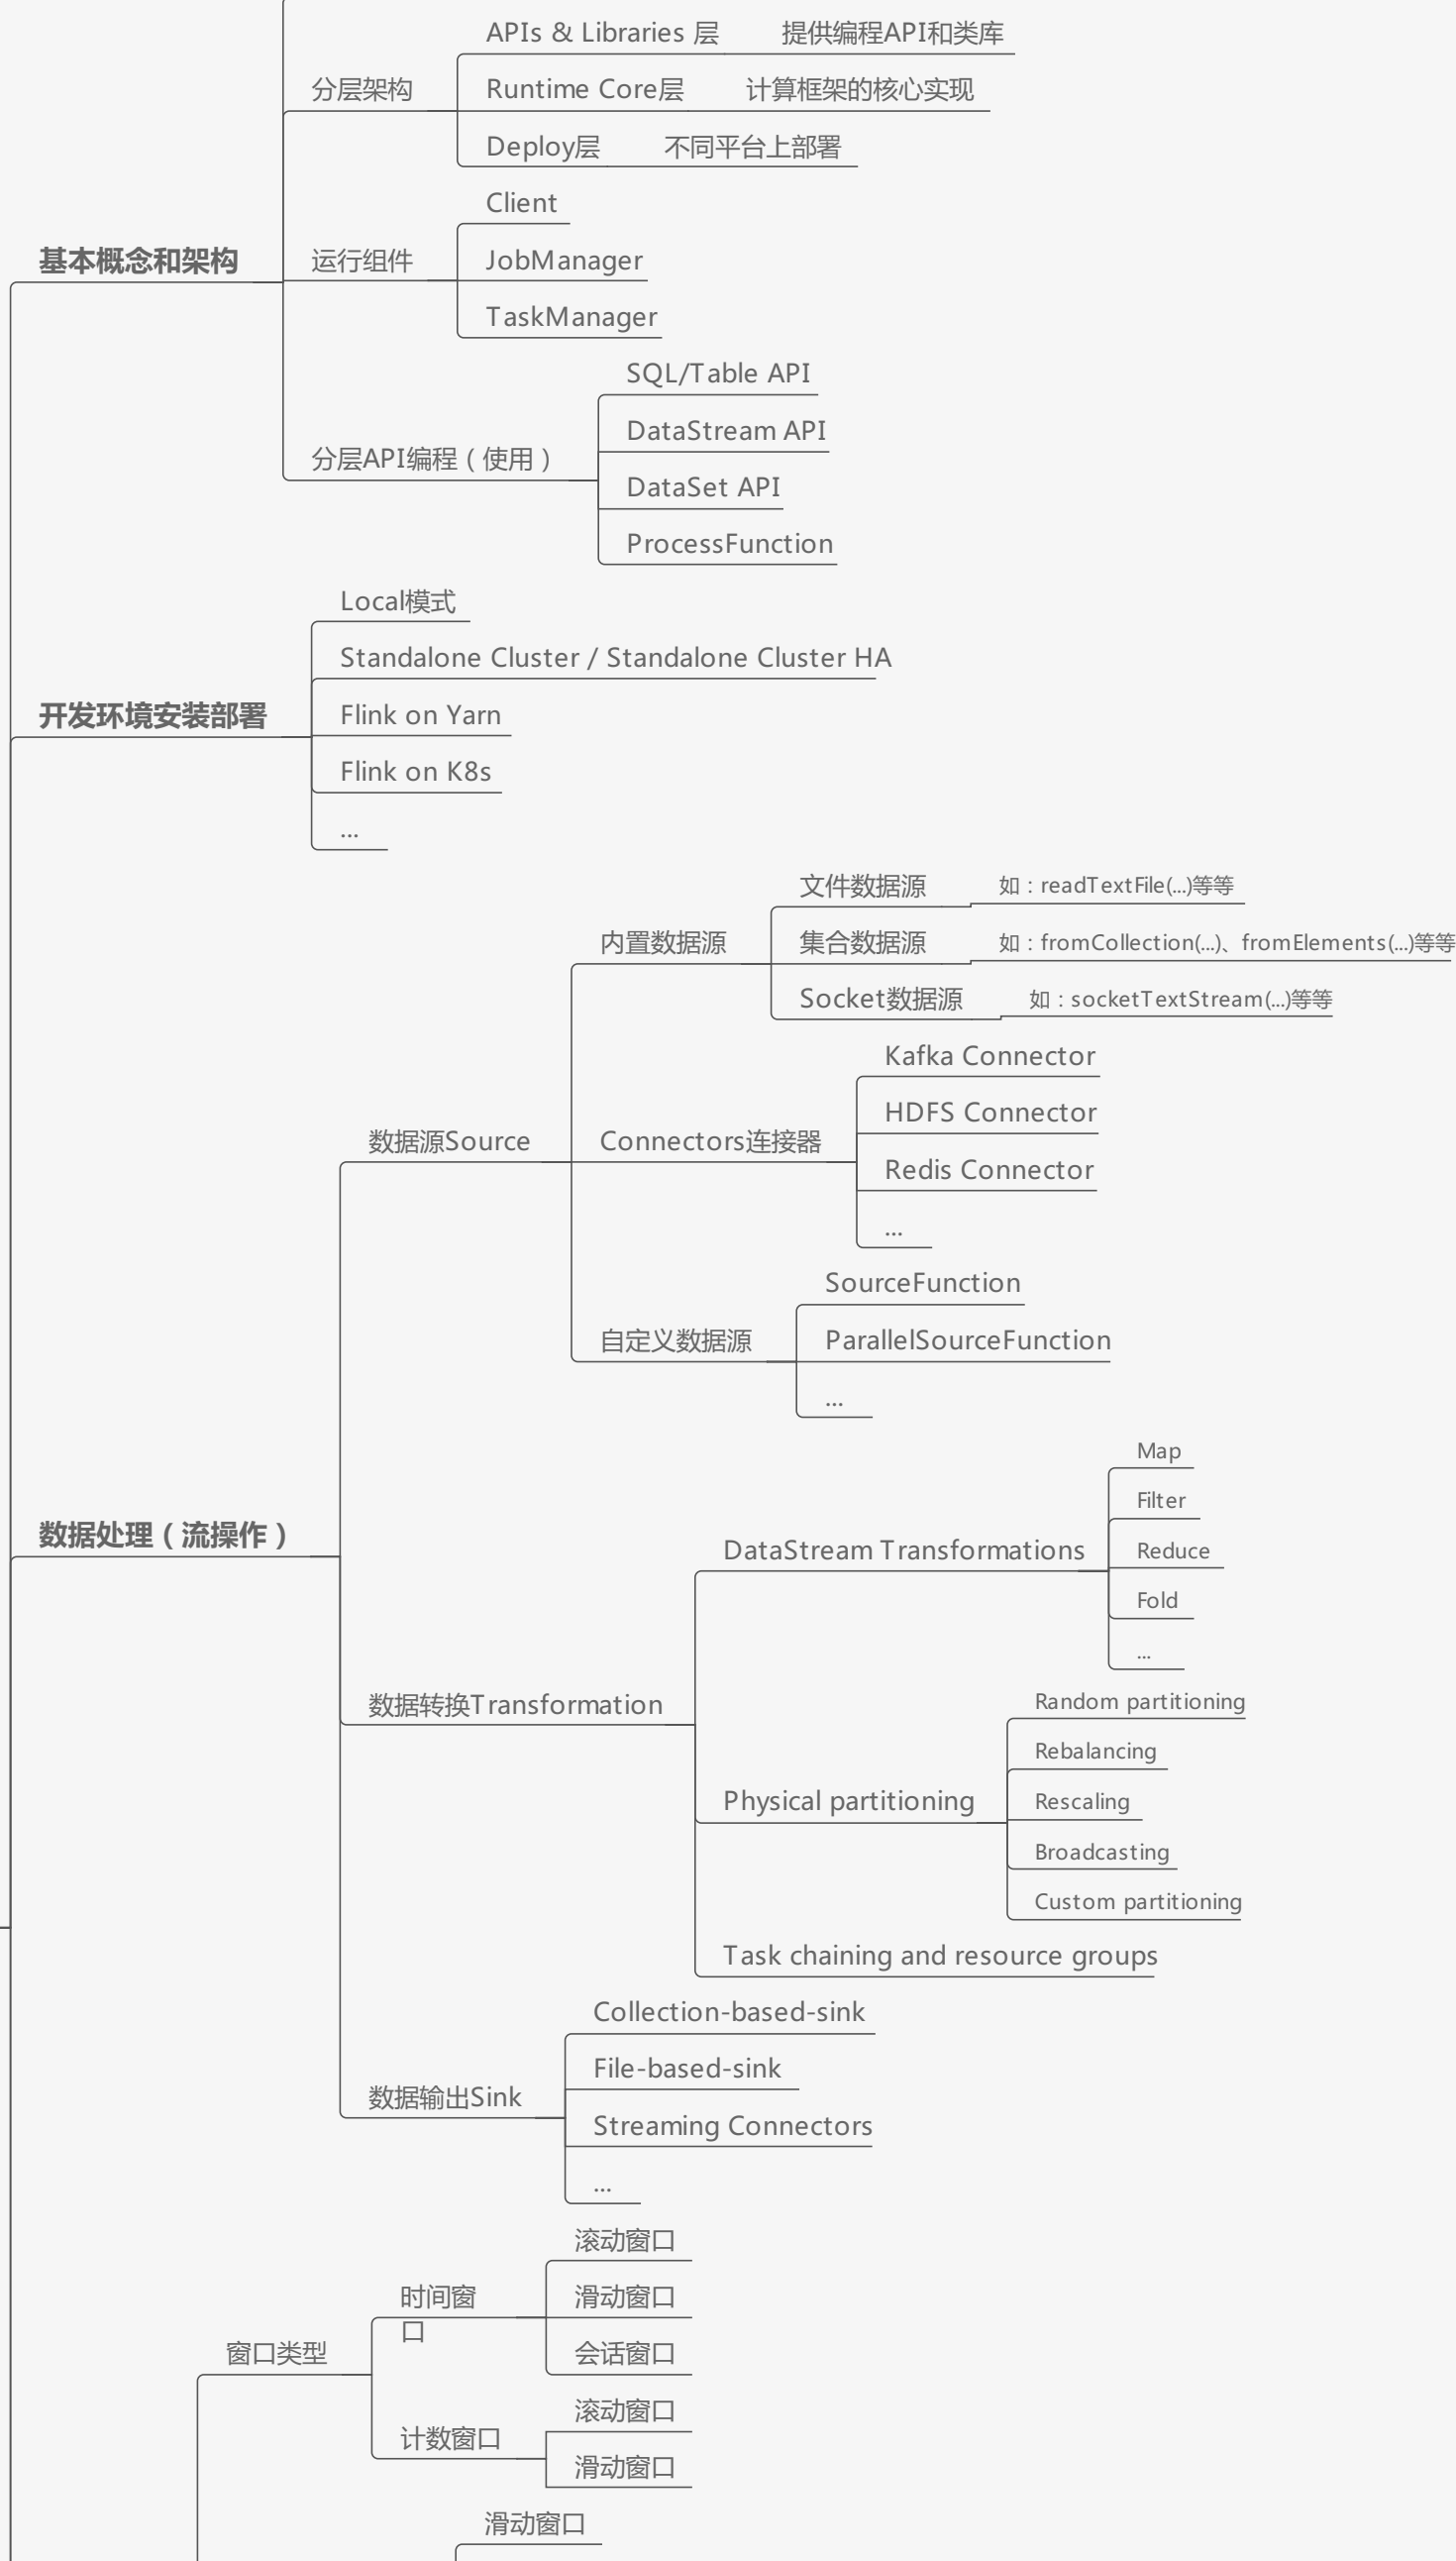 APIs & Libraries 层
提供编程API和类库
分层架构
Runtime Core层
计算框架的核心实现
Deploy层
不同平台上部署
Client
基本概念和架构
运行组件
JobManager
TaskManager
SQL/Table API
DataStream API
分层API编程（使用）
DataSet API
ProcessFunction
Local模式
Standalone Cluster / Standalone Cluster HA
开发环境安装部署
Flink on Yarn
Flink on K8s
...
文件数据源
如：readTextFile(...)等等
内置数据源
集合数据源
如：fromCollection(...)、fromElements(...)等等
Socket数据源
如：socketTextStream(...)等等
Kafka Connector
HDFS Connector
数据源Source
Connectors连接器
Redis Connector
...
SourceFunction
自定义数据源
ParallelSourceFunction
...
Map
Filter
数据处理（流操作）
DataStream Transformations
Reduce
Fold
...
数据转换Transformation
Random partitioning
Rebalancing
Physical partitioning
Rescaling
Broadcasting
Custom partitioning
Task chaining and resource groups
Collection-based-sink
File-based-sink
数据输出Sink
Streaming Connectors
...
滚动窗口
时间窗
口
滑动窗口
窗口类型
会话窗口
滚动窗口
计数窗口
滑动窗口
滑动窗口